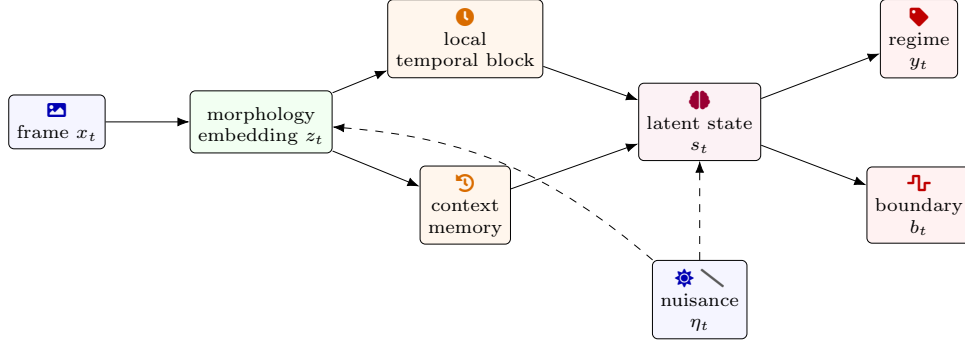 frame x_t
morphology
embedding z_t
local
temporal block
context
memory
latent state
s_t
nuisance
η_t
regime
y_t
boundary
b_t